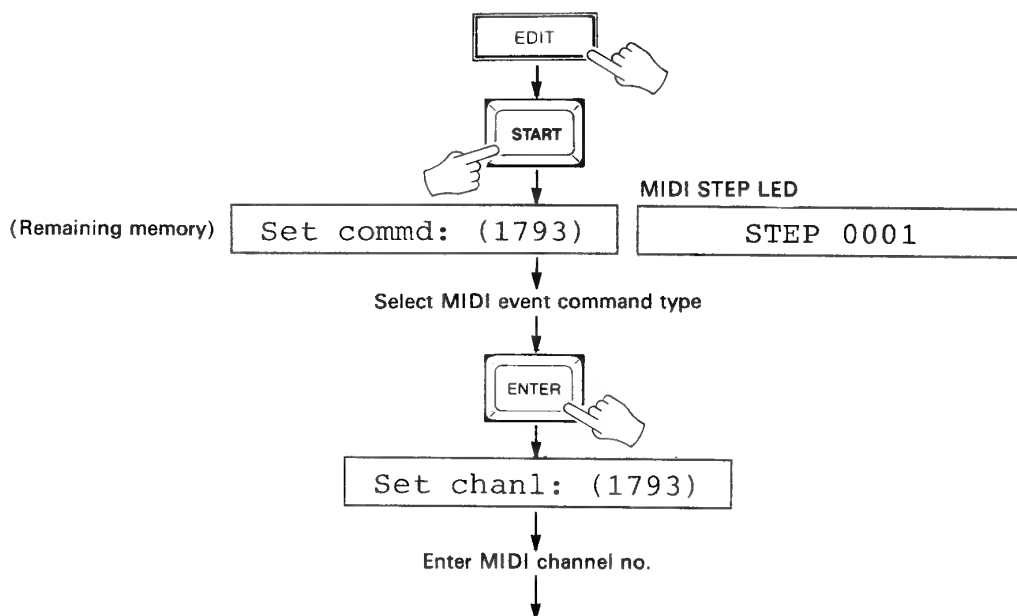 EDIT
START
MIDI STEP LED
(Remaining memory) Set commd: (1793) STEP 0001
Select MIDI event command type
ENTER
Set chanl: (1793)
Enter MIDI channel no.